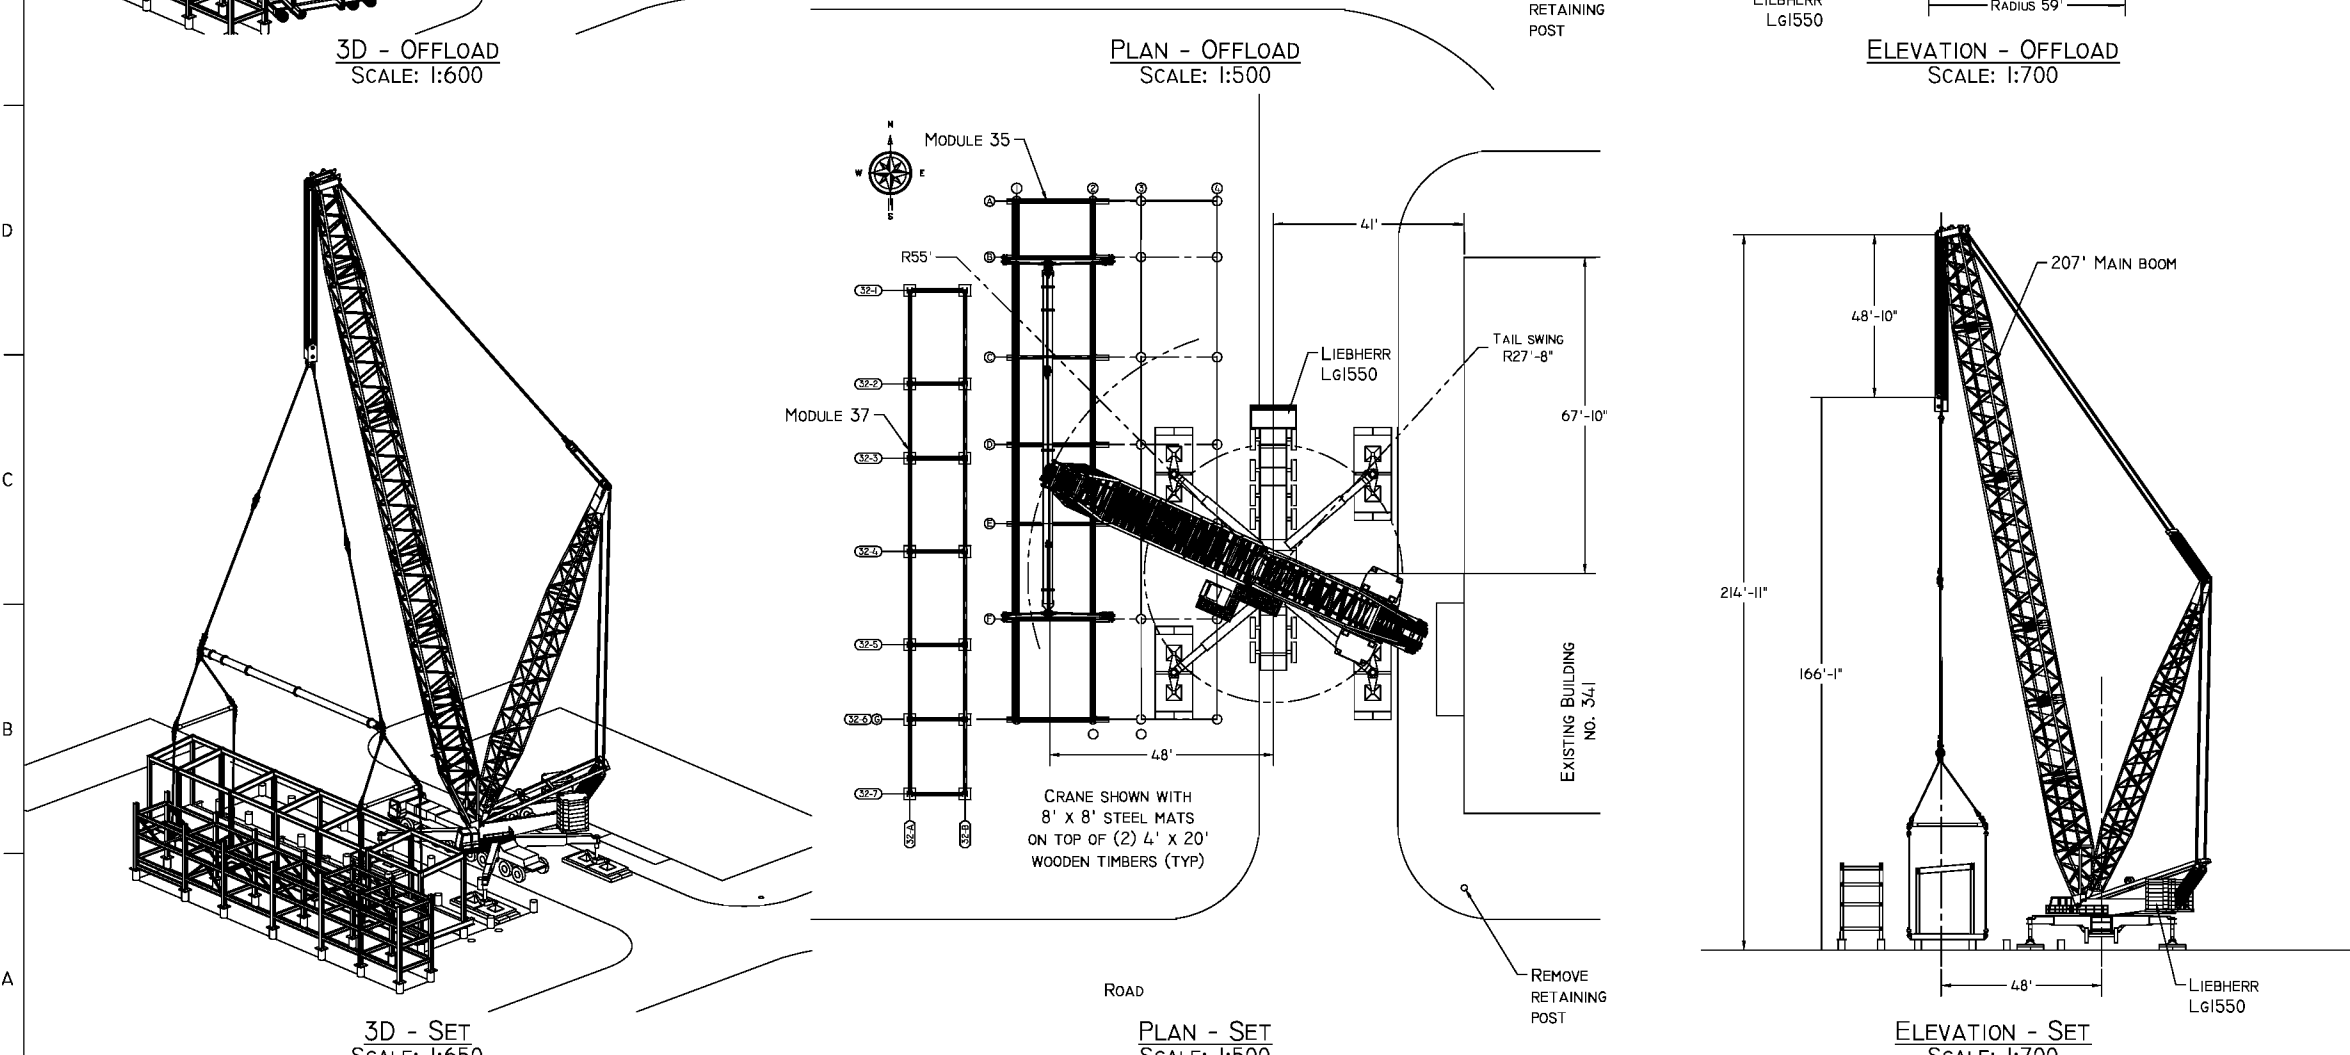 3D - OFFLOAD
SCALE: 1:600
PLAN - OFFLOAD
SCALE: 1:500
RETAINING
POST
LIEBHERR
LG1550
RADIUS 59'
ELEVATION - OFFLOAD
SCALE: 1:700
D
C
B
A
3D - SET
SCALE: 1:650
N
W E
S
MODULE 35
1 2 3 4
A
B
C
D
E
F
R55'
41'
32-1
32-2
32-3
32-4
32-5
32-6 G
32-7
32-A
32-B
MODULE 37
LIEBHERR
LG1550
TAIL SWING
R27'-8"
67'-10"
EXISTING BUILDING
NO. 341
48'
CRANE SHOWN WITH
8' X 8' STEEL MATS
ON TOP OF (2) 4' X 20'
WOODEN TIMBERS (TYP)
ROAD
REMOVE
RETAINING
POST
PLAN - SET
SCALE: 1:500
207' MAIN BOOM
48'-10"
214'-11"
166'-1"
48'
LIEBHERR
LG1550
ELEVATION - SET
SCALE: 1:700